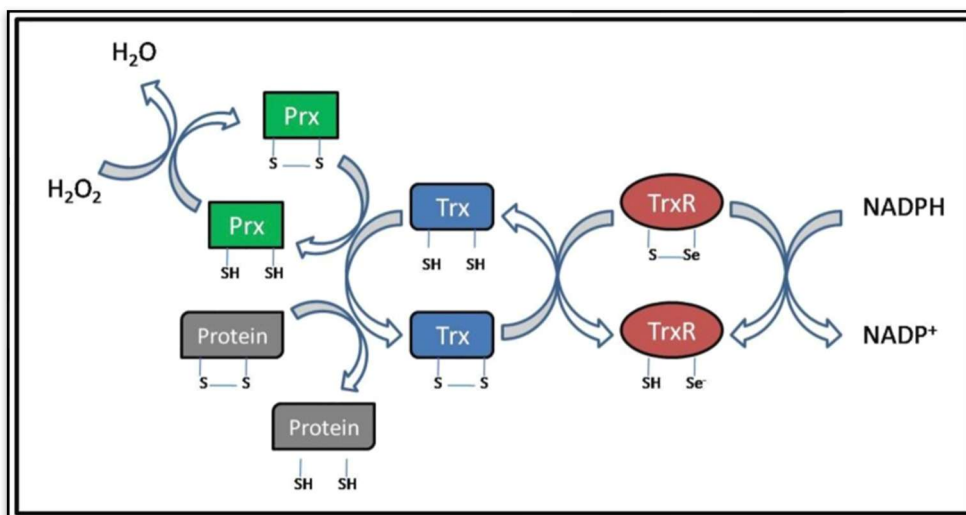 H₂O
Prx
S S
H₂O₂
Prx
SH SH
Trx
SH SH
TrxR
S Se
NADPH
Protein
S S
Trx
S S
TrxR
SH Se⁻
NADP⁺
Protein
SH SH